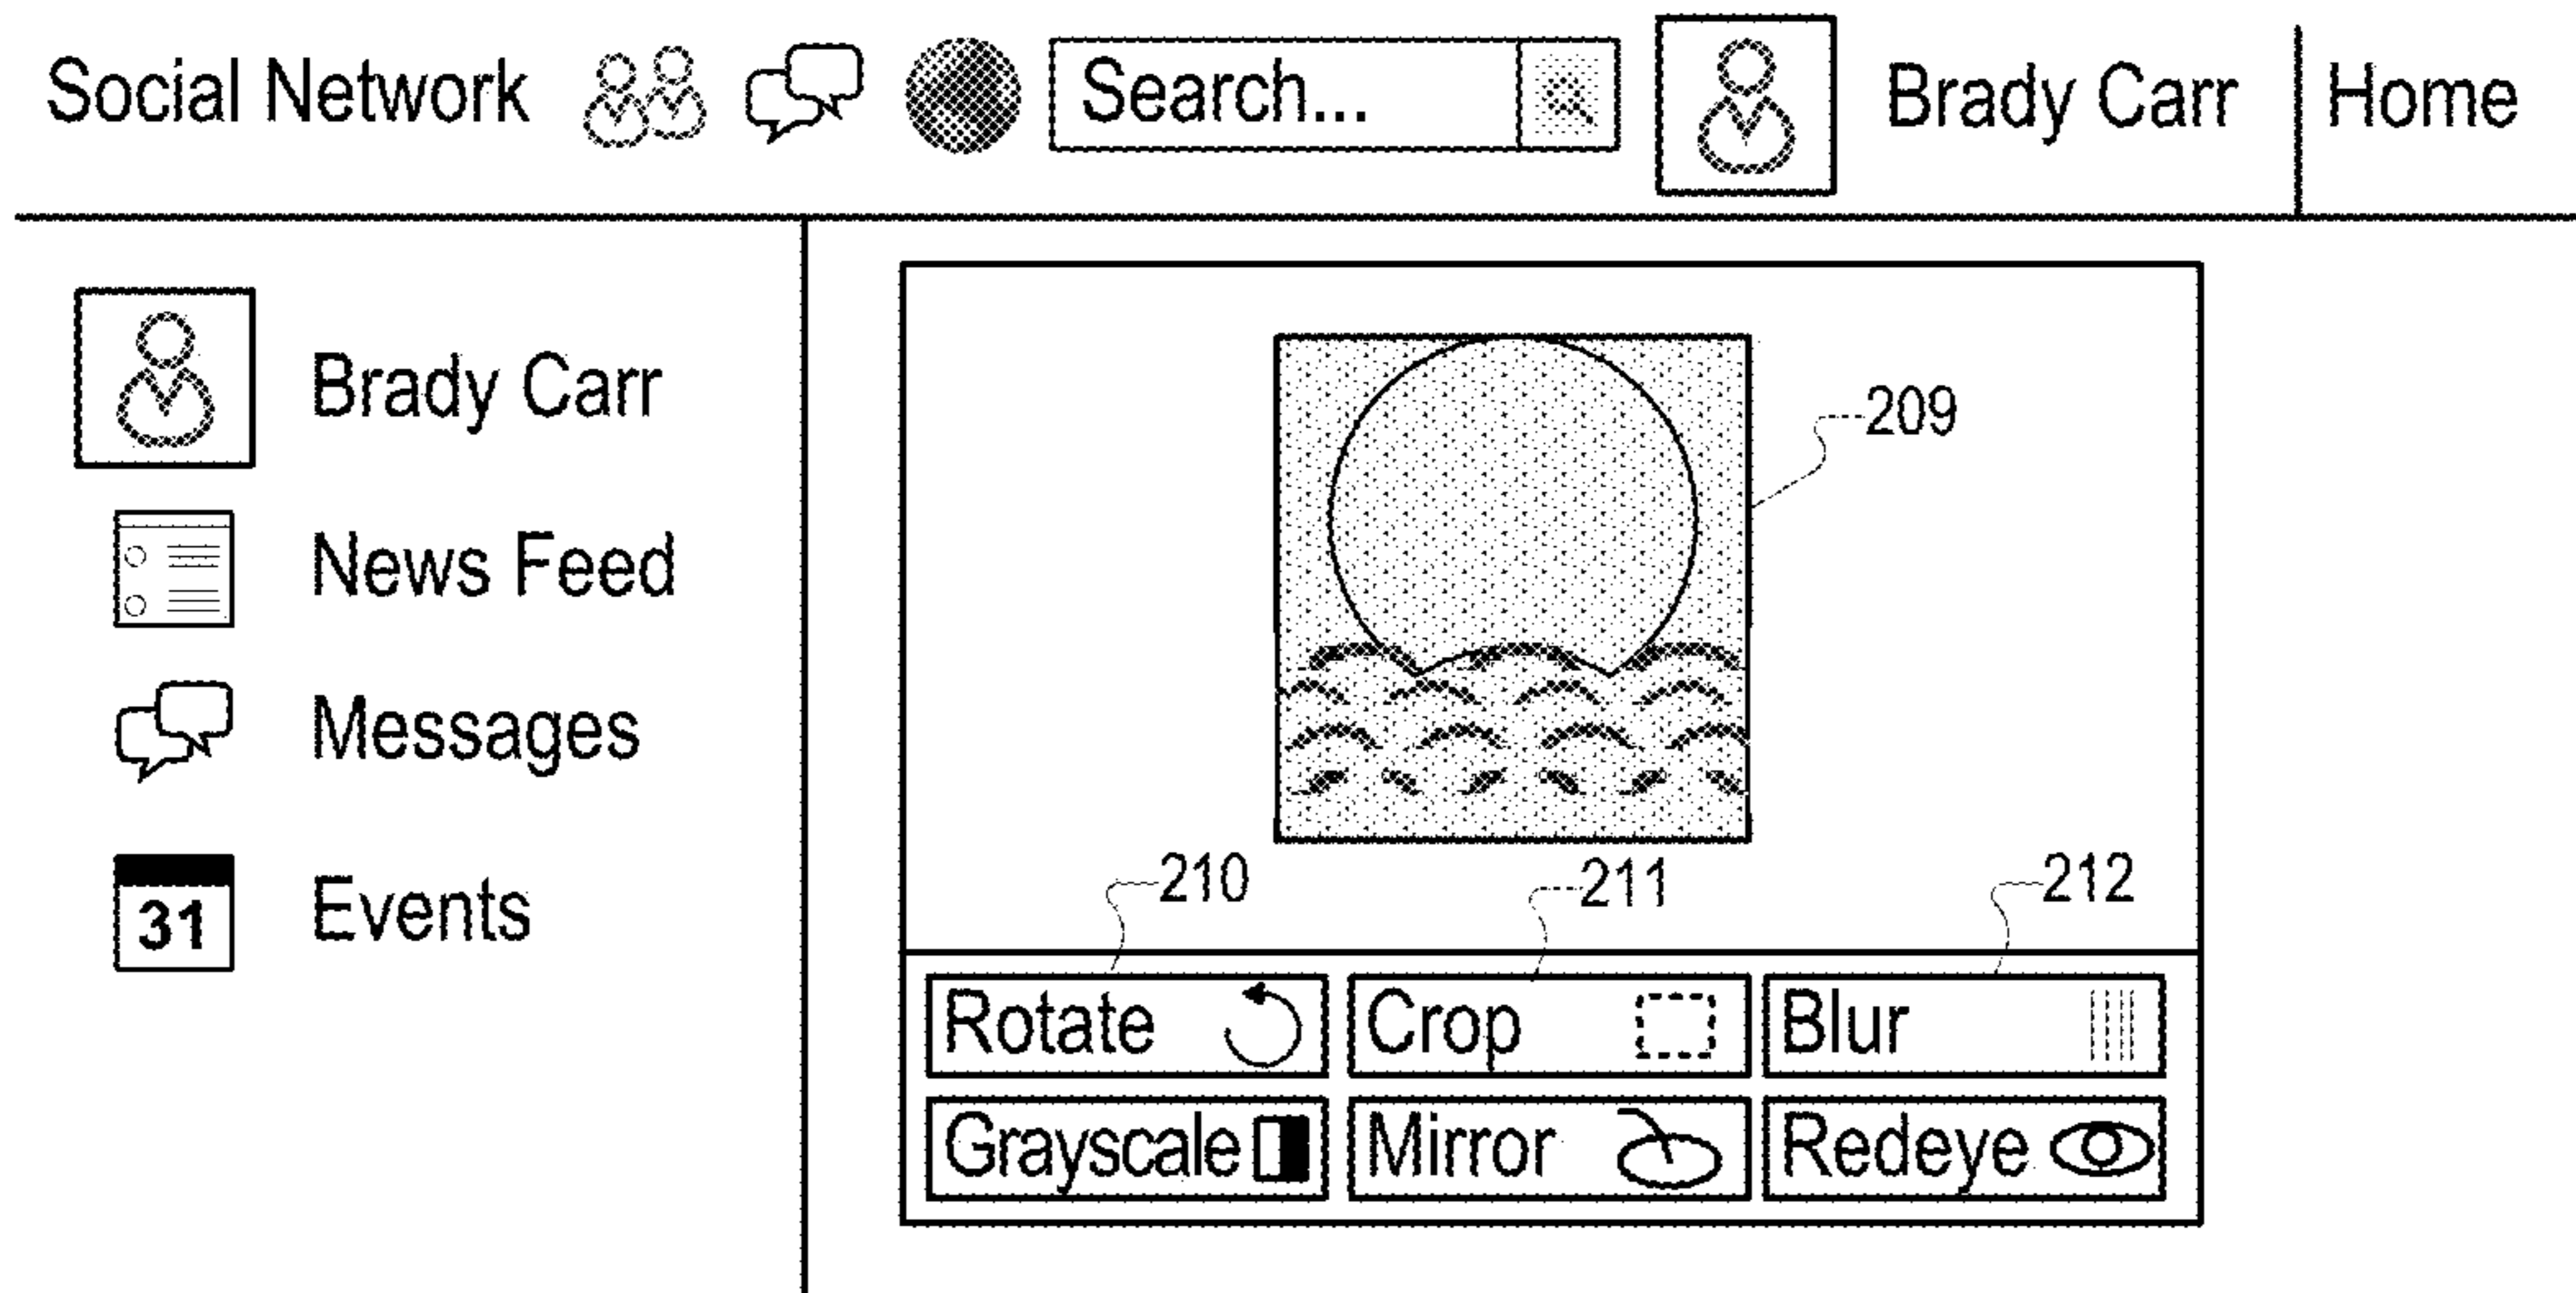 Social Network Search... Brady Carr Home
Brady Carr
News Feed
Messages
31 Events
209
210 211 212
Rotate Crop Blur
Grayscale Mirror Redeye